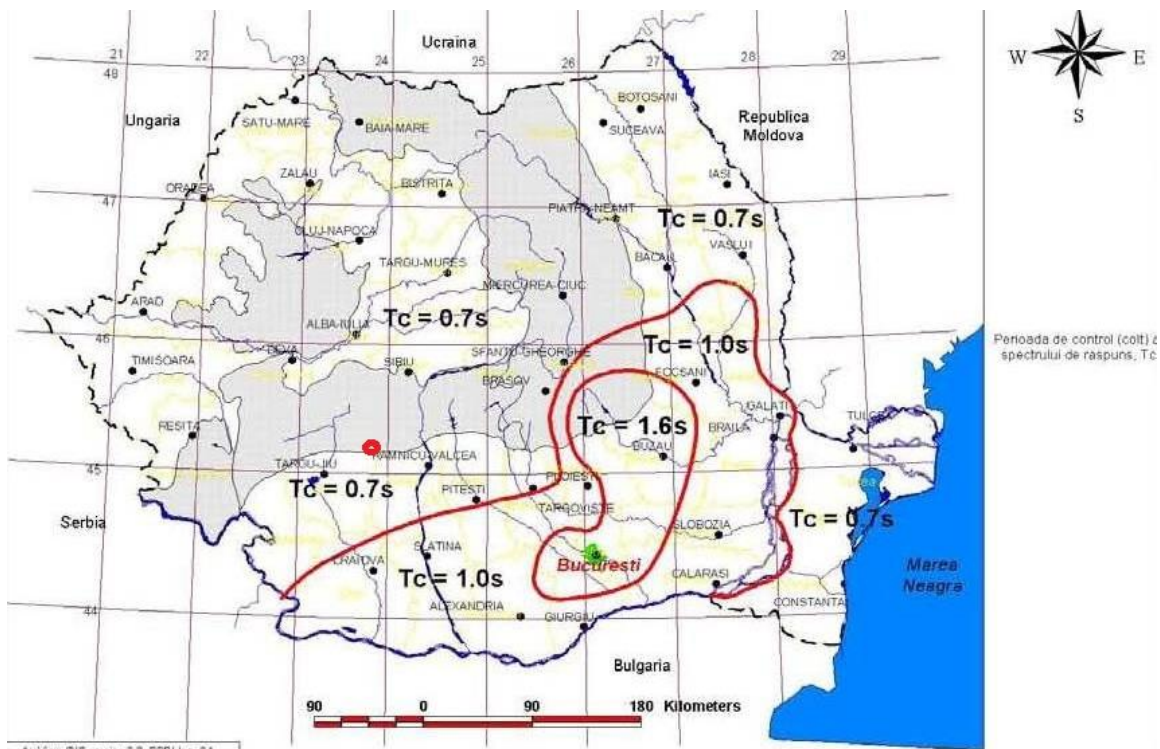 Ucraina
21 22 23 24 25 26 27 28 29
48
W E
S
BOTOSANI
Ungaria
SATU-MARE
BAIA-MARE
SUCEAVA
Republica
Moldova
ZALAU
BISTRITA
IASI
ORADEA
47
PIATRA-NEAMT
Tc = 0.7s
CLUJ-NAPOCA
VASLUI
TARGU-MURES
BACAU
MIERCUREA-CIUC
ARAD
ALBA-IULIA
Tc = 0.7s
46
Tc = 1.0s
Perioada de control (colt) a
spectrului de raspuns, Tc
DEVA
SFANTU-GHEORGHE
TIMISOARA
SIBIU
FOCSANI
BRASOV
GALATI
TULCEA
RESITA
Tc = 1.6s
BRAILA
BUZAU
RAMNICU-VALCEA
45
TARGU-JIU
PLOIESTI
Tc = 0.7s
PITESTI
TARGOVISTE
Tc = 0.7s
Serbia
SLOBOZIA
SLATINA
CRAIOVA
Bucuresti
Marea
Neagra
Tc = 1.0s
CALARASI
ALEXANDRIA
CONSTANTA
44
GIURGIU
Bulgaria
90 0 90 180 Kilometers